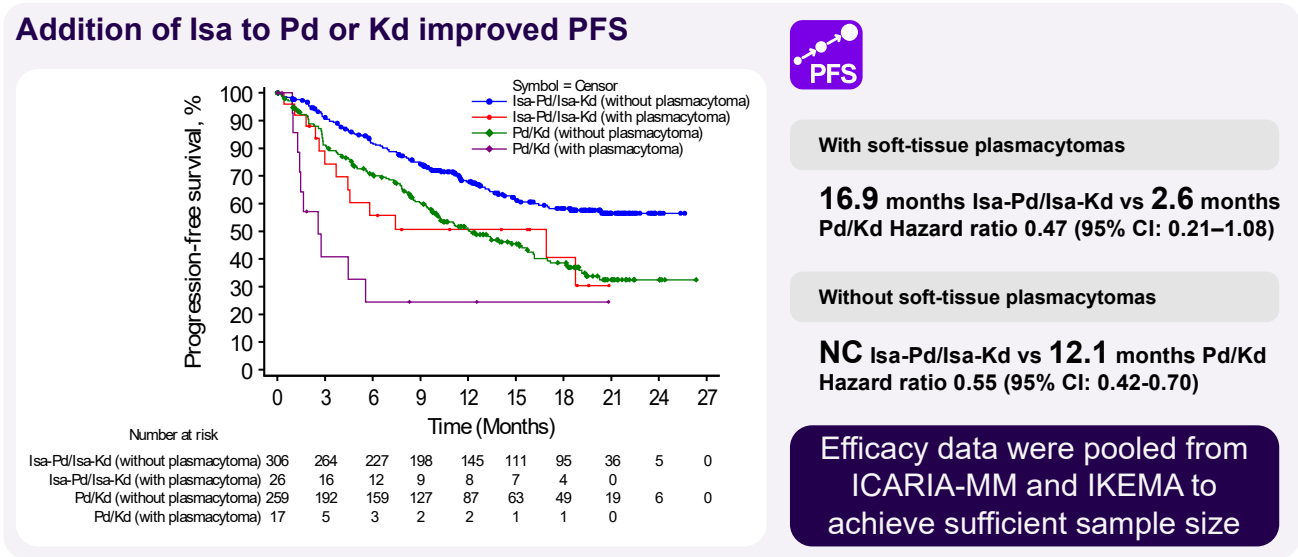 Addition of Isa to Pd or Kd improved PFS
Progression-free survival, %
100
90
90
70
60
50
40
30
20
10
0
Symbol = Censor
Isa-Pd/Isa-Kd (without plasmacytoma)
Isa-Pd/Isa-Kd (with plasmacytoma)
Pd/Kd (without plasmacytoma)
Pd/Kd (with plasmacytoma)
0 3 6 9 12 15 18 21 24 27
Time (Months)
Number at risk
Isa-Pd/Isa-Kd (without plasmacytoma) 306 264 227 198 145 111 95 36 5 0
Isa-Pd/Isa-Kd (with plasmacytoma) 26 16 12 9 8 7 4 0
Pd/Kd (without plasmacytoma) 259 192 159 127 87 63 49 19 6 0
Pd/Kd (with plasmacytoma) 17 5 3 2 2 1 1 0
PFS
With soft-tissue plasmacytomas
16.9 months Isa-Pd/Isa-Kd vs 2.6 months
Pd/Kd Hazard ratio 0.47 (95% CI: 0.21–1.08)
Without soft-tissue plasmacytomas
NC Isa-Pd/Isa-Kd vs 12.1 months Pd/Kd
Hazard ratio 0.55 (95% CI: 0.42-0.70)
Efficacy data were pooled from
ICARIA-MM and IKEMA to
achieve sufficient sample size